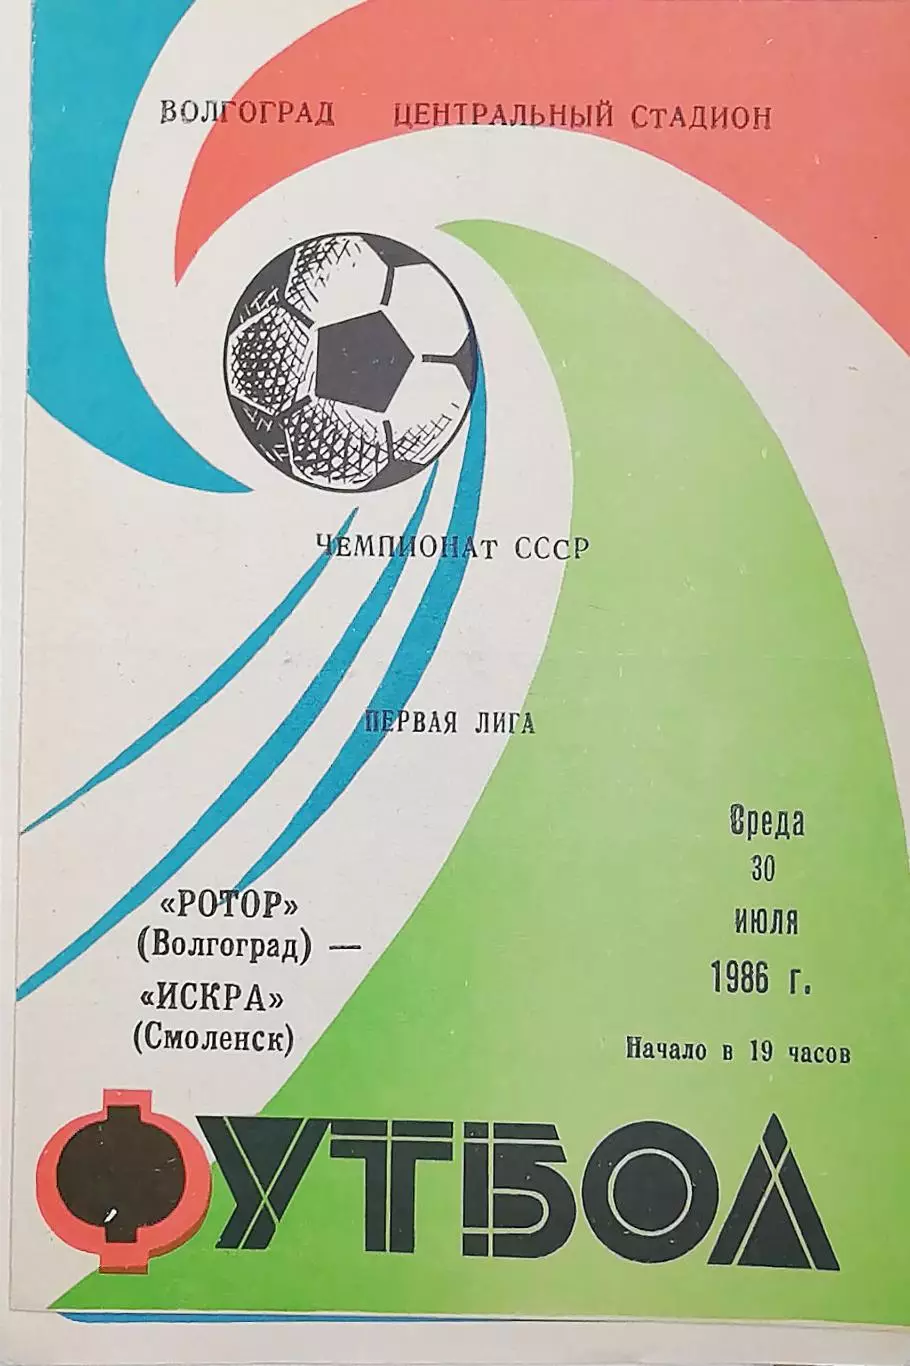 ВОЛГОГРАД ЦЕНТРАЛЬНЫЙ СТАДИОН
ЧЕМПИОНАТ СССР
ПЕРВАЯ ЛИГА
Среда
30
июля
1986 г.
Начало в 19 часов
«РОТОР»
(Волгоград) —
«ИСКРА»
(Смоленск)
ФУТБОЛ